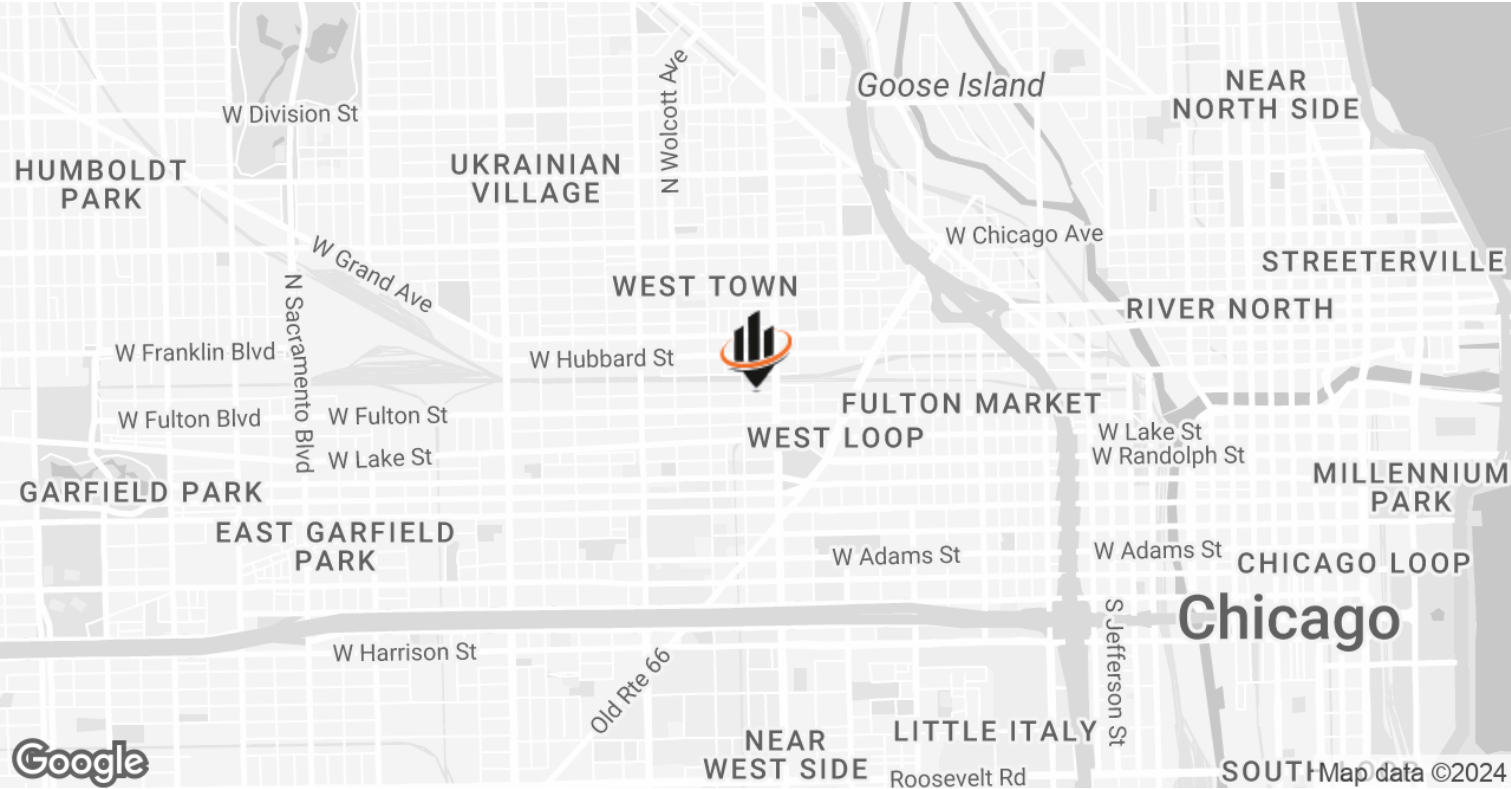 Goose Island
NEAR
NORTH SIDE
W Division St
N Wolcott Ave
HUMBOLDT
PARK
UKRAINIAN
VILLAGE
W Chicago Ave
W Grand Ave
STREETERVILLE
WEST TOWN
RIVER NORTH
N Sacramento Blvd
W Franklin Blvd
W Hubbard St
FULTON MARKET
W Fulton Blvd
W Fulton St
WEST LOOP
W Lake St
W Randolph St
W Lake St
MILLENNIUM
PARK
GARFIELD PARK
EAST GARFIELD
PARK
W Adams St
W Adams St
CHICAGO LOOP
Chicago
S Jefferson St
W Harrison St
Old Rte 66
LITTLE ITALY
NEAR
WEST SIDE
Roosevelt Rd
Google
SOUTH LOOP
Map data ©2024